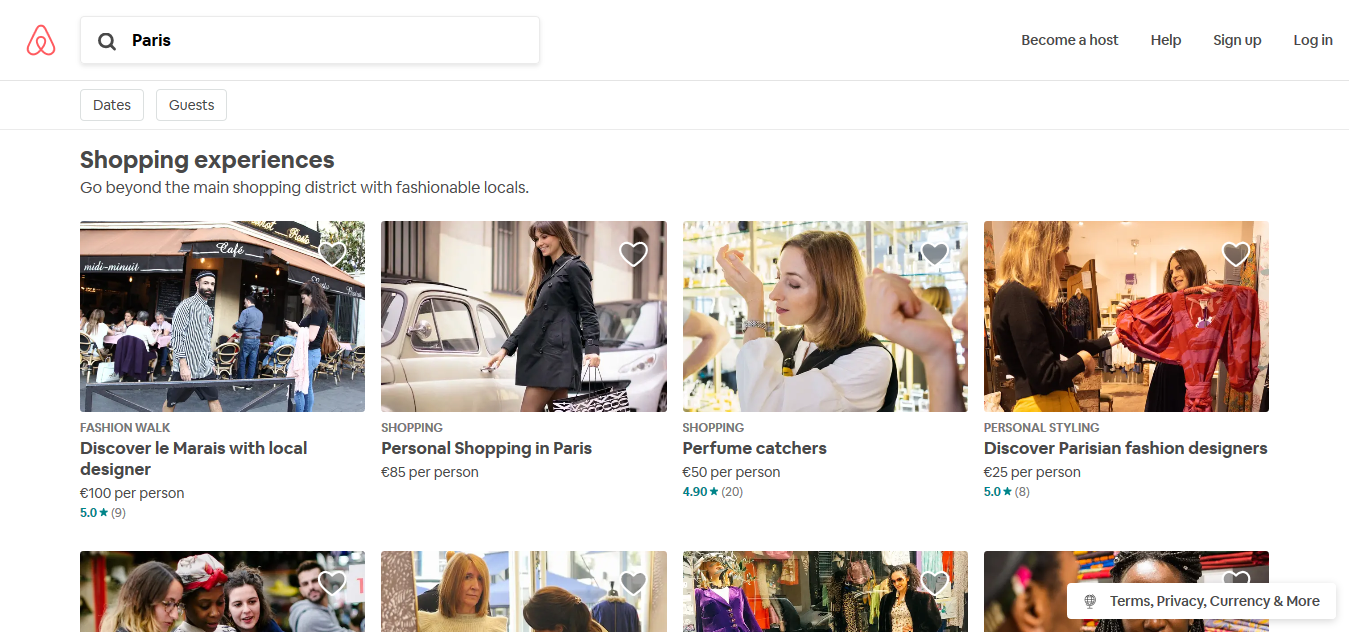 Paris
Become a host
Help
Sign up
Log in
Dates
Guests
Shopping experiences
Go beyond the main shopping district with fashionable locals.
Café
midi-minuit
FASHION WALK
Discover le Marais with local
designer
€100 per person
5.0★ (9)
SHOPPING
Personal Shopping in Paris
€85 per person
SHOPPING
Perfume catchers
€50 per person
4.90★ (20)
PERSONAL STYLING
Discover Parisian fashion designers
€25 per person
5.0★ (8)
Terms, Privacy, Currency & More